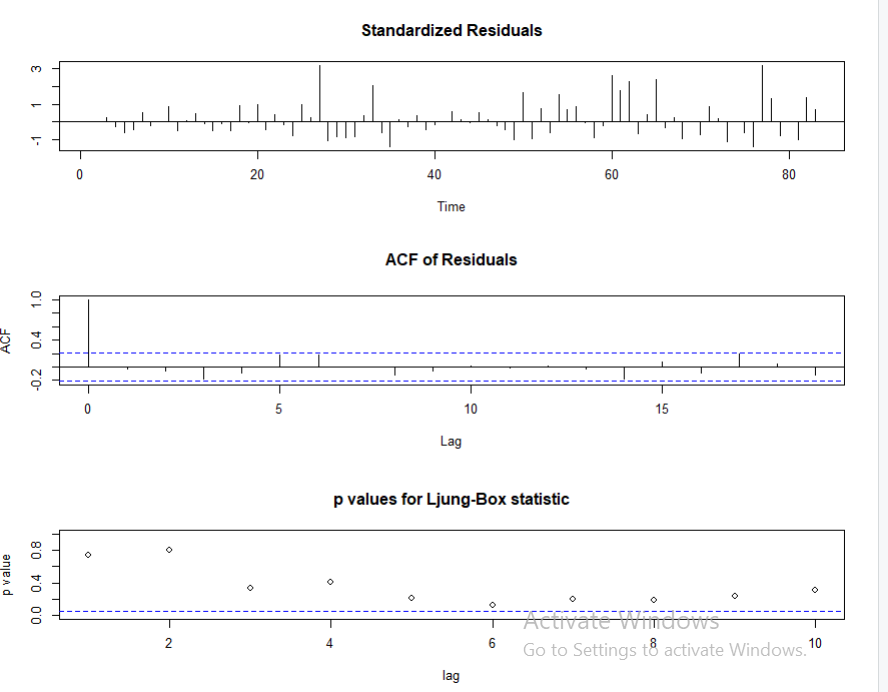 Standardized Residuals
3
1
-1
0 20 40 60 80
Time
ACF of Residuals
1.0
0.4
-0.2
ACF
0 5 10 15
Lag
p values for Ljung-Box statistic
0.8
0.4
0.0
p value
2 4 6 8 10
lag
Activate Windows
Go to Settings to activate Windows.